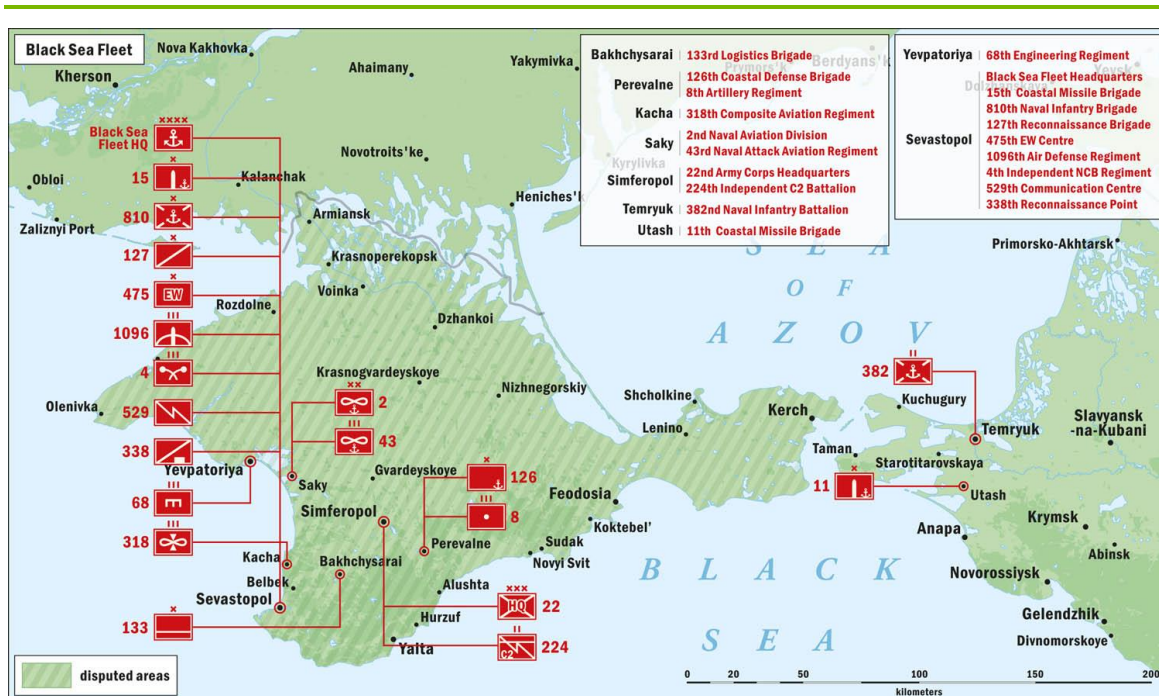 Black Sea Fleet
Nova Kakhovka
Kherson
Ahaimany
Yakymivka
Black Sea
Fleet HQ
Novotroits'ke
15
Kalanchak
Obloi
Heniches'k
810
Zaliznyi Port
Armiansk
127
Krasnoperekopsk
475
EW
Voinka
Rozdolne
1096
Dzhankoi
4
Krasnogvardeyskoye
Nizhnegorskiy
Olenivka
2
529
43
338
Yevpatoriya
Gvardeyskoye
126
Saky
68
Simferopol
8
Feodosia
Koktebel'
318
Kacha
Bakhchysarai
Perevalne
Sudak
Novyi Svit
Belbek
Sevastopol
Alushta
133
Hurzuf
HQ
22
Yalta
C2
224
disputed areas
Bakhchysarai
133rd Logistics Brigade
Perevalne
126th Coastal Defense Brigade
8th Artillery Regiment
Kacha
318th Composite Aviation Regiment
Saky
2nd Naval Aviation Division
43rd Naval Attack Aviation Regiment
Simferopol
22nd Army Corps Headquarters
224th Independent C2 Battalion
Temryuk
382nd Naval Infantry Battalion
Utash
11th Coastal Missile Brigade
Berdyans'k
Prymors'k
Kyrylivka
Yevpatoriya
68th Engineering Regiment
Sevastopol
Black Sea Fleet Headquarters
15th Coastal Missile Brigade
810th Naval Infantry Brigade
127th Reconnaissance Brigade
475th EW Centre
1096th Air Defense Regiment
4th Independent NCB Regiment
529th Communication Centre
338th Reconnaissance Point
Yeysk
Primorsko-Akhtarsk
SEA
OF
AZOV
382
Shcholkine
Kerch
Kuchugury
Lenino
Temryuk
Slavyansk
-na-Kubani
Taman
Starotitarovskaya
11
Utash
Anapa
Krymsk
Abinsk
BLACK
SEA
Novorossiysk
Gelendzhik
Divnomorskoye
0 20 50 100 150 200
kilometers